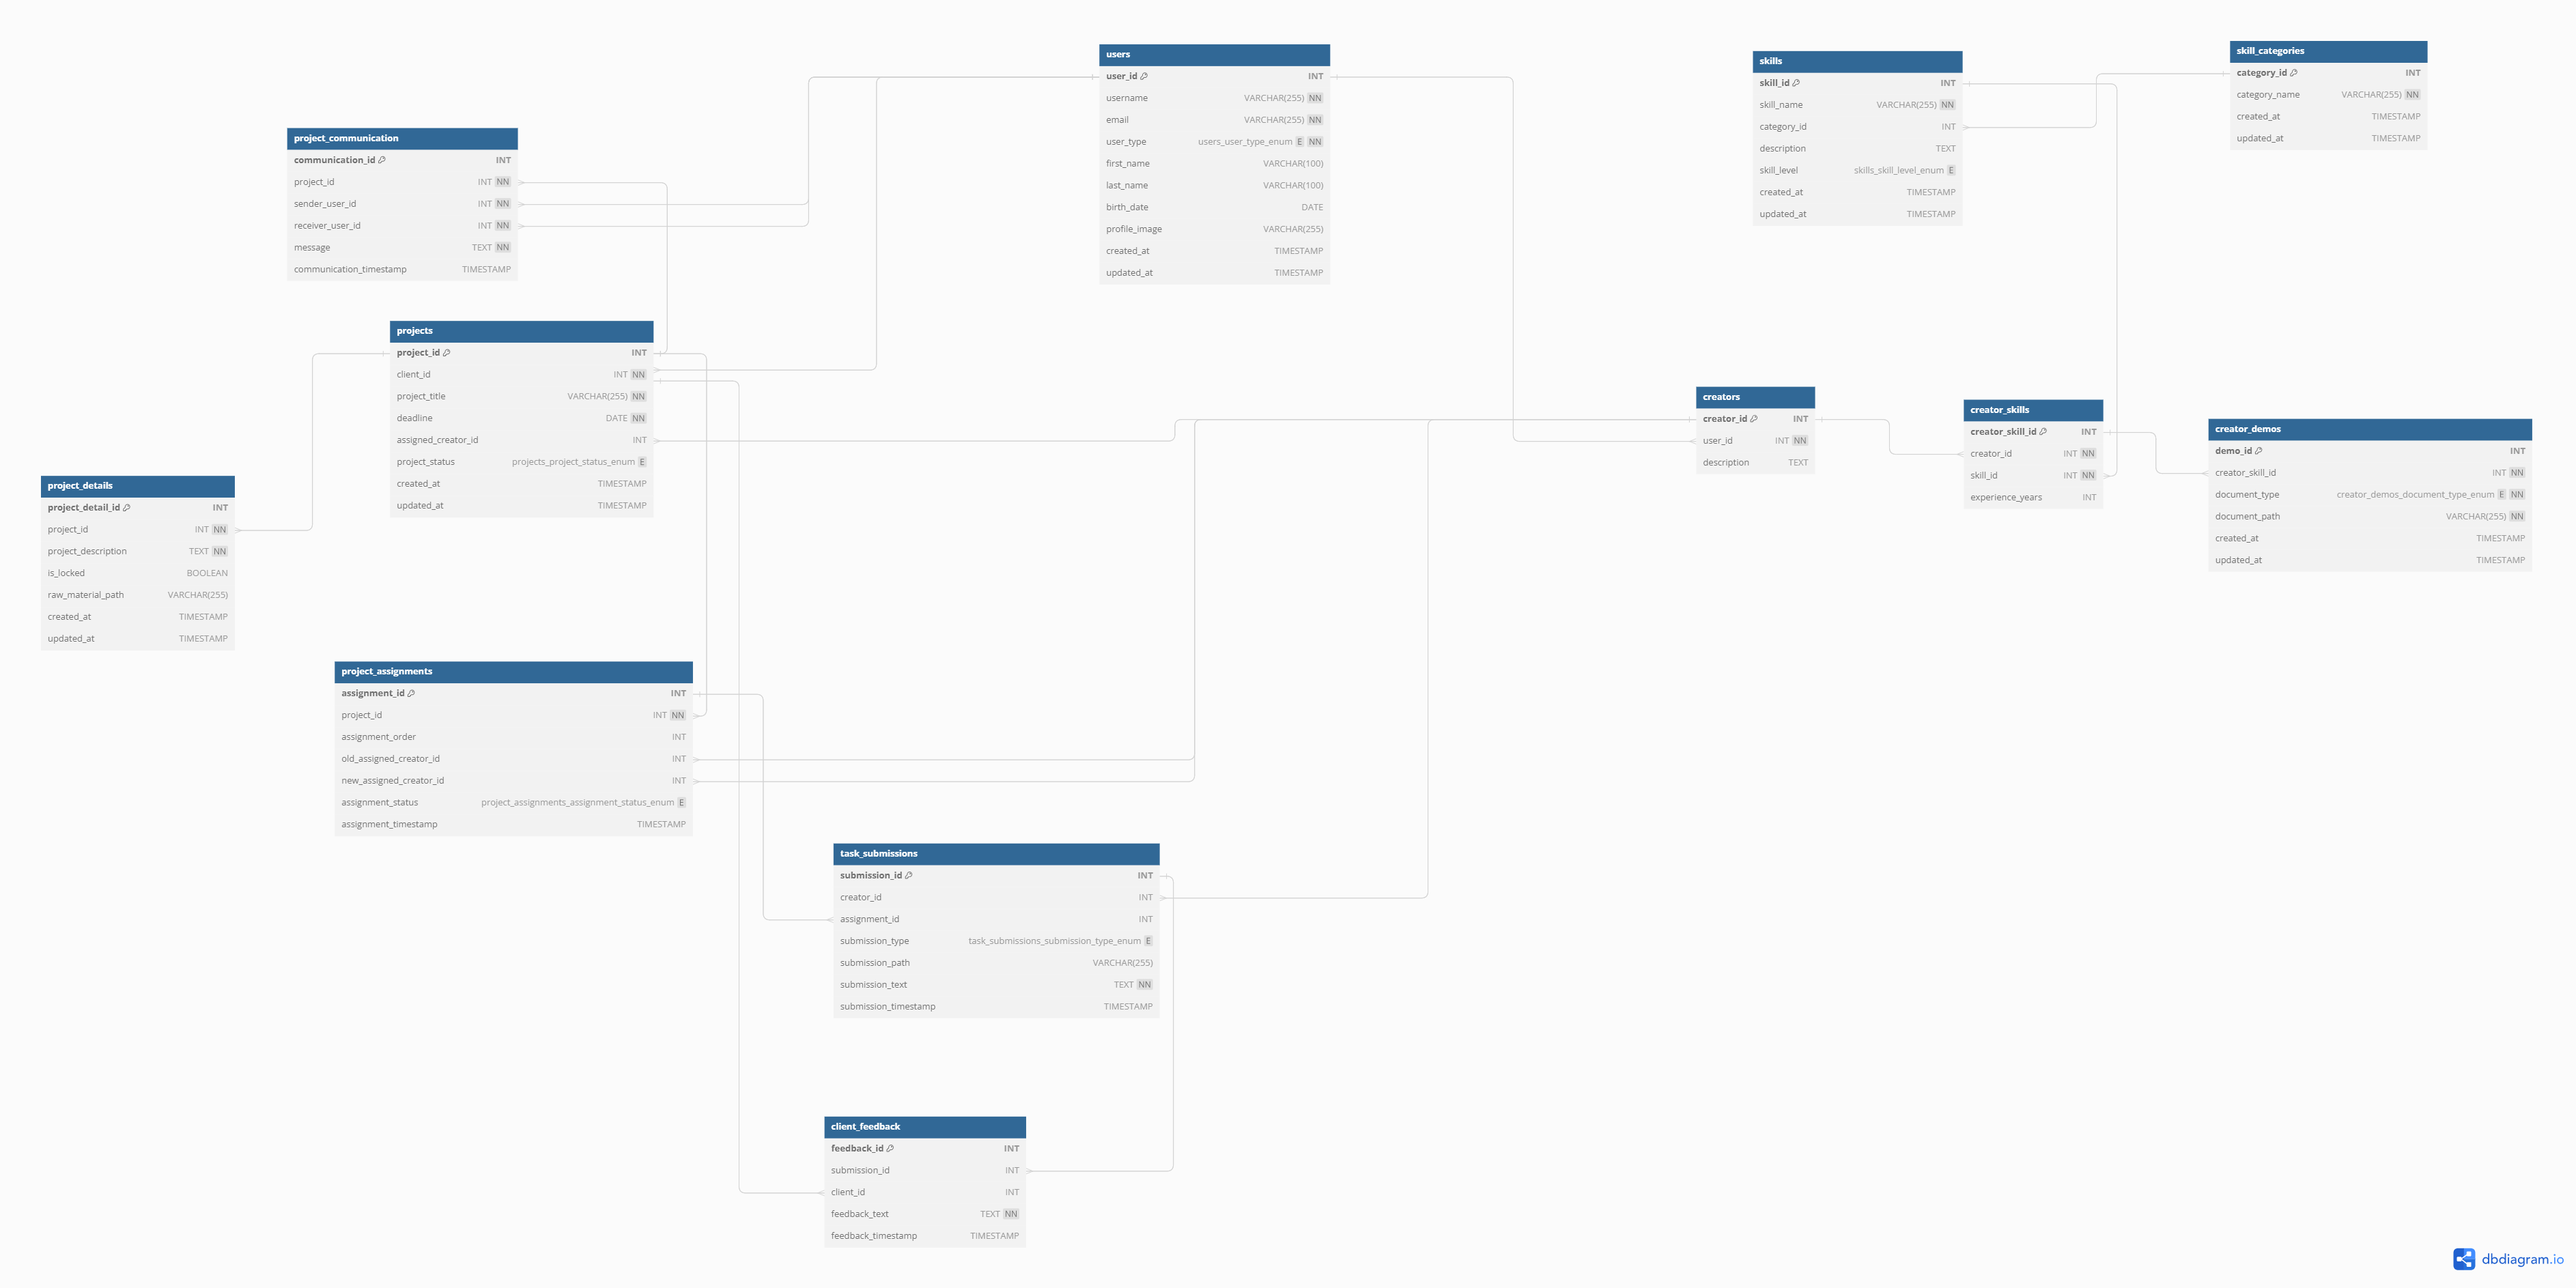 users
user_id INT
username VARCHAR(255) NN
email VARCHAR(255) NN
user_type users_user_type_enum E NN
first_name VARCHAR(100)
last_name VARCHAR(100)
birth_date DATE
profile_image VARCHAR(255)
created_at TIMESTAMP
updated_at TIMESTAMP
skills
skill_id INT
skill_name VARCHAR(255) NN
category_id INT
description TEXT
skill_level skills_skill_level_enum E
created_at TIMESTAMP
updated_at TIMESTAMP
skill_categories
category_id INT
category_name VARCHAR(255) NN
created_at TIMESTAMP
updated_at TIMESTAMP
project_communication
communication_id INT
project_id INT NN
sender_user_id INT NN
receiver_user_id INT NN
message TEXT NN
communication_timestamp TIMESTAMP
projects
project_id INT
client_id INT NN
project_title VARCHAR(255) NN
deadline DATE NN
assigned_creator_id INT
project_status projects_project_status_enum E
created_at TIMESTAMP
updated_at TIMESTAMP
creators
creator_id INT
user_id INT NN
description TEXT
creator_skills
creator_skill_id INT
creator_id INT NN
skill_id INT NN
experience_years INT
creator_demos
demo_id INT
creator_skill_id INT NN
document_type creator_demos_document_type_enum E NN
document_path VARCHAR(255) NN
created_at TIMESTAMP
updated_at TIMESTAMP
project_details
project_detail_id INT
project_id INT NN
project_description TEXT NN
is_locked BOOLEAN
raw_material_path VARCHAR(255)
created_at TIMESTAMP
updated_at TIMESTAMP
project_assignments
assignment_id INT
project_id INT NN
assignment_order INT
old_assigned_creator_id INT
new_assigned_creator_id INT
assignment_status project_assignments_assignment_status_enum E
assignment_timestamp TIMESTAMP
task_submissions
submission_id INT
creator_id INT
assignment_id INT
submission_type task_submissions_submission_type_enum E
submission_path VARCHAR(255)
submission_text TEXT NN
submission_timestamp TIMESTAMP
client_feedback
feedback_id INT
submission_id INT
client_id INT
feedback_text TEXT NN
feedback_timestamp TIMESTAMP
dbdiagram.io